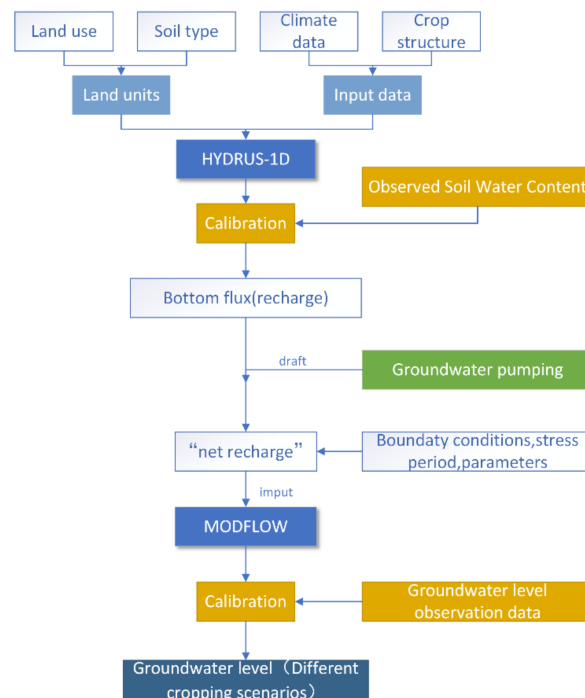 Land use
Soil type
Climate
data
Crop
structure
Land units
Input data
HYDRUS-1D
Observed Soil Water Content
Calibration
Bottom flux(recharge)
draft
Groundwater pumping
“net recharge”
Boundaty conditions,stress
period,parameters
imput
MODFLOW
Calibration
Groundwater level
observation data
Groundwater level（Different
cropping scenarios）